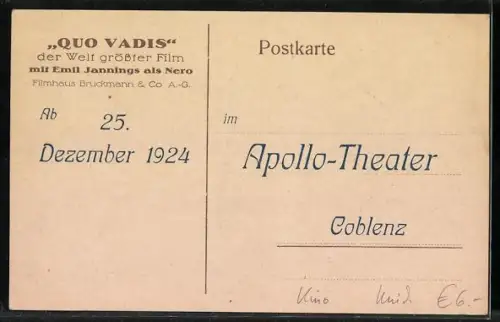 „QUO VADIS“
der Welt größter Film
mit Emil Jannings als Nero
Filmhaus Bruckmann & Co A.-G.
Ab 25.
Dezember 1924
Postkarte
im
Apollo-Theater
Coblenz
Kino €6.-